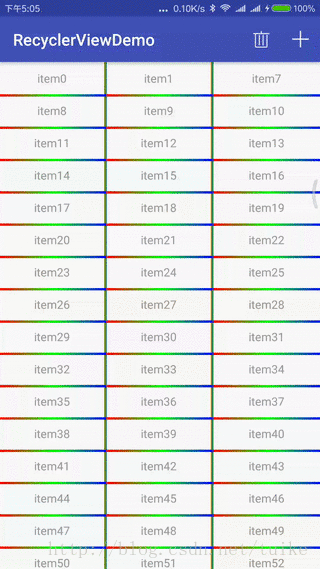 下午5:05 ... 0.10K/s 100%
RecyclerViewDemo
item0 item1 item7
item8 item9 item10
item11 item12 item13
item14 item15 item16
item17 item18 item19
item20 item21 item22
item23 item24 item25
item26 item27 item28
item29 item30 item31
item32 item33 item34
item35 item36 item37
item38 item39 item40
item41 item42 item43
item44 item45 item46
item47 item48 item49
http://blog.csdn.net/tuike
item50 item51 item52